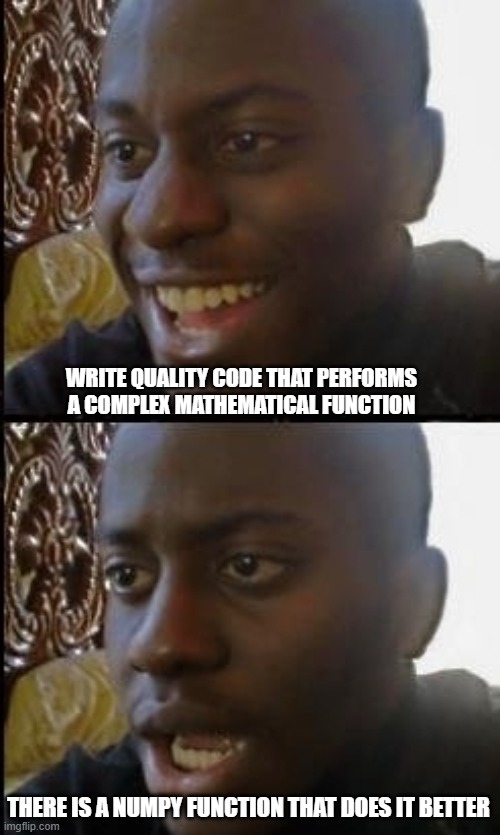 WRITE QUALITY CODE THAT PERFORMS
A COMPLEX MATHEMATICAL FUNCTION
THERE IS A NUMPY FUNCTION THAT DOES IT BETTER
imgflip.com